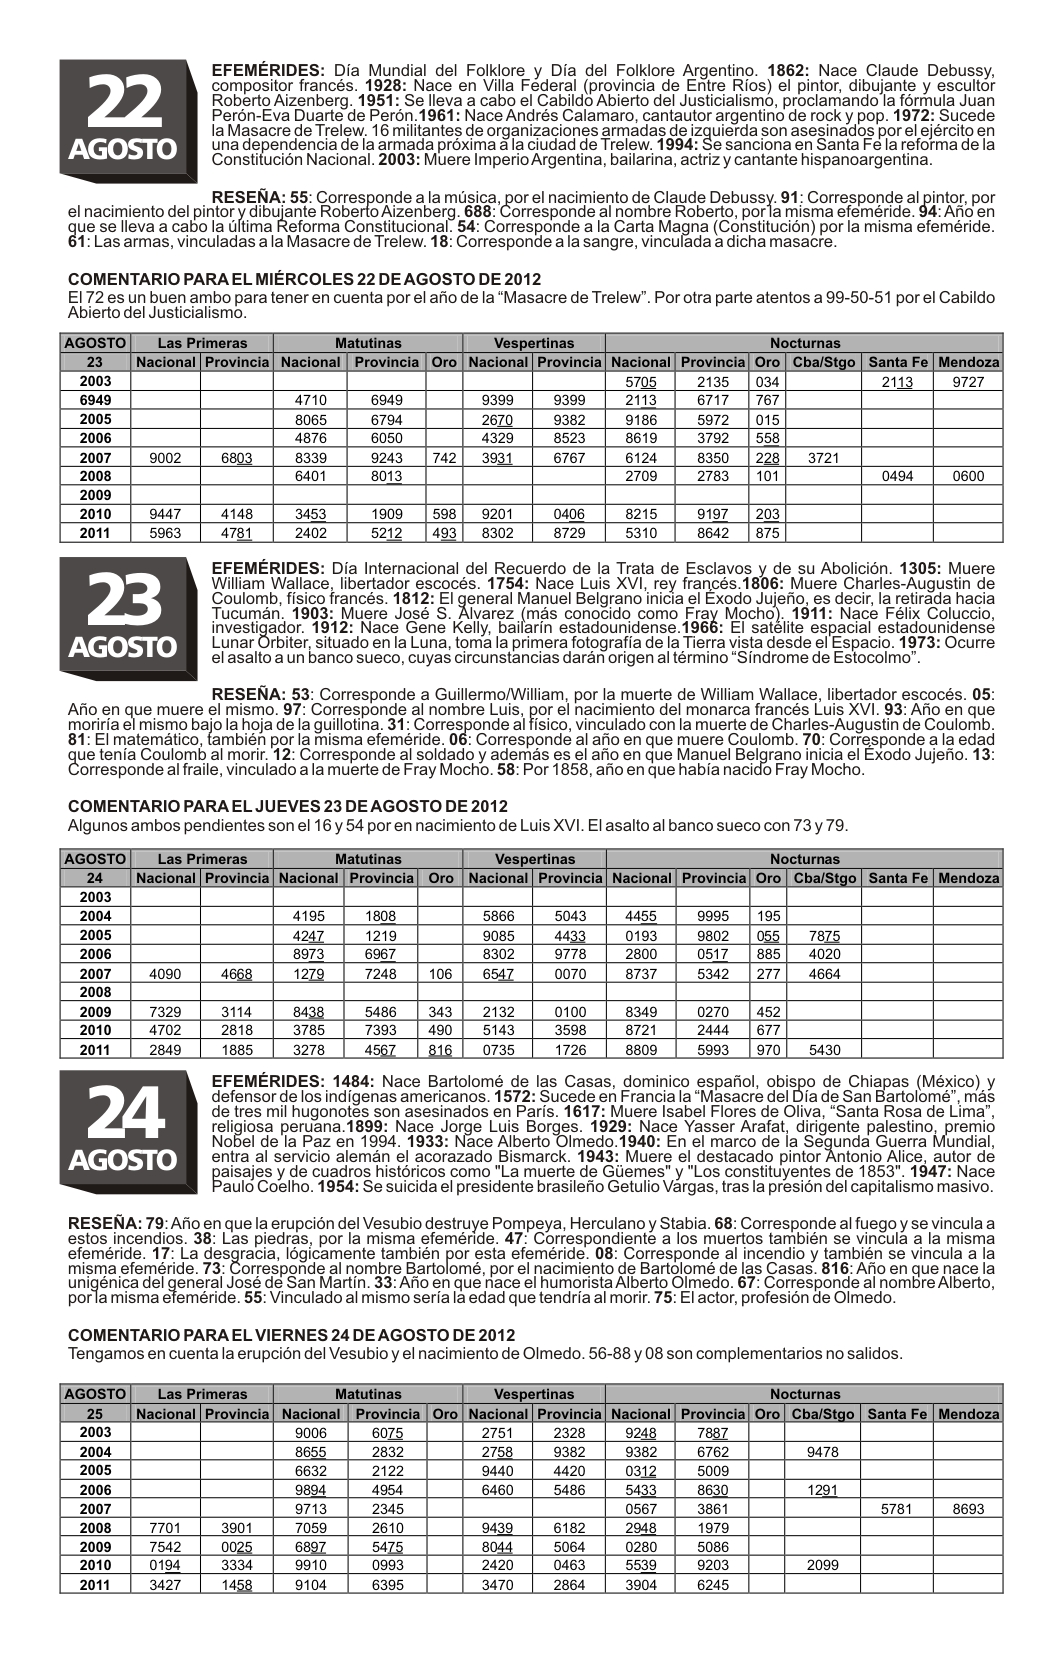 22
AGOSTO
EFEMÉRIDES: Día Mundial del Folklore y Día del Folklore Argentino. 1862: Nace Claude Debussy,
compositor francés. 1928: Nace en Villa Federal (provincia de Entre Ríos) el pintor, dibujante y escultor
Roberto Aizenberg. 1951: Se lleva a cabo el Cabildo Abierto del Justicialismo, proclamando la fórmula Juan
Perón-Eva Duarte de Perón.1961: Nace Andrés Calamaro, cantautor argentino de rock y pop. 1972: Sucede
la Masacre de Trelew. 16 militantes de organizaciones armadas de izquierda son asesinados por el ejército en
una dependencia de la armada próxima a la ciudad de Trelew. 1994: Se sanciona en Santa Fe la reforma de la
Constitución Nacional. 2003: Muere Imperio Argentina, bailarina, actriz y cantante hispanoargentina.
RESEÑA: 55: Corresponde a la música, por el nacimiento de Claude Debussy. 91: Corresponde al pintor, por
el nacimiento del pintor y dibujante Roberto Aizenberg. 688: Corresponde al nombre Roberto, por la misma efeméride. 94: Año en
que se lleva a cabo la última Reforma Constitucional. 54: Corresponde a la Carta Magna (Constitución) por la misma efeméride.
61: Las armas, vinculadas a la Masacre de Trelew. 18: Corresponde a la sangre, vinculada a dicha masacre.
COMENTARIO PARA EL MIÉRCOLES 22 DE AGOSTO DE 2012
El 72 es un buen ambo para tener en cuenta por el año de la “Masacre de Trelew”. Por otra parte atentos a 99-50-51 por el Cabildo
Abierto del Justicialismo.
AGOSTO Las Primeras Matutinas Vespertinas Nocturnas
23 Nacional Provincia Nacional Provincia Oro Nacional Provincia Nacional Provincia Oro Cba/Stgo Santa Fe Mendoza
2003 5705 2135 034 2113 9727
6949 4710 6949 9399 9399 2113 6717 767
2005 8065 6794 2670 9382 9186 5972 015
2006 4876 6050 4329 8523 8619 3792 558
2007 9002 6803 8339 9243 742 3931 6767 6124 8350 228 3721
2008 6401 8013 2709 2783 101 0494 0600
2009
2010 9447 4148 3453 1909 598 9201 0406 8215 9197 203
2011 5963 4781 2402 5212 493 8302 8729 5310 8642 875
23
AGOSTO
EFEMÉRIDES: Día Internacional del Recuerdo de la Trata de Esclavos y de su Abolición. 1305: Muere
William Wallace, libertador escocés. 1754: Nace Luis XVI, rey francés.1806: Muere Charles-Augustin de
Coulomb, físico francés. 1812: El general Manuel Belgrano inicia el Éxodo Jujeño, es decir, la retirada hacia
Tucumán. 1903: Muere José S. Álvarez (más conocido como Fray Mocho). 1911: Nace Félix Coluccio,
investigador. 1912: Nace Gene Kelly, bailarín estadounidense.1966: El satélite espacial estadounidense
Lunar Orbiter, situado en la Luna, toma la primera fotografía de la Tierra vista desde el Espacio. 1973: Ocurre
el asalto a un banco sueco, cuyas circunstancias darán origen al término “Síndrome de Estocolmo”.
RESEÑA: 53: Corresponde a Guillermo/William, por la muerte de William Wallace, libertador escocés. 05:
Año en que muere el mismo. 97: Corresponde al nombre Luis, por el nacimiento del monarca francés Luis XVI. 93: Año en que
moriría el mismo bajo la hoja de la guillotina. 31: Corresponde al físico, vinculado con la muerte de Charles-Augustin de Coulomb.
81: El matemático, también por la misma efeméride. 06: Corresponde al año en que muere Coulomb. 70: Corresponde a la edad
que tenía Coulomb al morir. 12: Corresponde al soldado y además es el año en que Manuel Belgrano inicia el Éxodo Jujeño. 13:
Corresponde al fraile, vinculado a la muerte de Fray Mocho. 58: Por 1858, año en que había nacido Fray Mocho.
COMENTARIO PARA EL JUEVES 23 DE AGOSTO DE 2012
Algunos ambos pendientes son el 16 y 54 por en nacimiento de Luis XVI. El asalto al banco sueco con 73 y 79.
AGOSTO Las Primeras Matutinas Vespertinas Nocturnas
24 Nacional Provincia Nacional Provincia Oro Nacional Provincia Nacional Provincia Oro Cba/Stgo Santa Fe Mendoza
2003
2004 4195 1808 5866 5043 4455 9995 195
2005 4247 1219 9085 4433 0193 9802 055 7875
2006 8973 6967 8302 9778 2800 0517 885 4020
2007 4090 4668 1279 7248 106 6547 0070 8737 5342 277 4664
2008
2009 7329 3114 8438 5486 343 2132 0100 8349 0270 452
2010 4702 2818 3785 7393 490 5143 3598 8721 2444 677
2011 2849 1885 3278 4567 816 0735 1726 8809 5993 970 5430
24
AGOSTO
EFEMÉRIDES: 1484: Nace Bartolomé de las Casas, dominico español, obispo de Chiapas (México) y
defensor de los indígenas americanos. 1572: Sucede en Francia la “Masacre del Día de San Bartolomé”, más
de tres mil hugonotes son asesinados en París. 1617: Muere Isabel Flores de Oliva, “Santa Rosa de Lima”,
religiosa peruana.1899: Nace Jorge Luis Borges. 1929: Nace Yasser Arafat, dirigente palestino, premio
Nobel de la Paz en 1994. 1933: Nace Alberto Olmedo.1940: En el marco de la Segunda Guerra Mundial,
entra al servicio alemán el acorazado Bismarck. 1943: Muere el destacado pintor Antonio Alice, autor de
paisajes y de cuadros históricos como "La muerte de Güemes" y "Los constituyentes de 1853". 1947: Nace
Paulo Coelho. 1954: Se suicida el presidente brasileño Getulio Vargas, tras la presión del capitalismo masivo.
RESEÑA: 79: Año en que la erupción del Vesubio destruye Pompeya, Herculano y Stabia. 68: Corresponde al fuego y se vincula a
estos incendios. 38: Las piedras, por la misma efeméride. 47: Correspondiente a los muertos también se vincula a la misma
efeméride. 17: La desgracia, lógicamente también por esta efeméride. 08: Corresponde al incendio y también se vincula a la
misma efeméride. 73: Corresponde al nombre Bartolomé, por el nacimiento de Bartolomé de las Casas. 816: Año en que nace la
unigénica del general José de San Martín. 33: Año en que nace el humorista Alberto Olmedo. 67: Corresponde al nombre Alberto,
por la misma efeméride. 55: Vinculado al mismo sería la edad que tendría al morir. 75: El actor, profesión de Olmedo.
COMENTARIO PARA EL VIERNES 24 DE AGOSTO DE 2012
Tengamos en cuenta la erupción del Vesubio y el nacimiento de Olmedo. 56-88 y 08 son complementarios no salidos.
AGOSTO Las Primeras Matutinas Vespertinas Nocturnas
25 Nacional Provincia Nacional Provincia Oro Nacional Provincia Nacional Provincia Oro Cba/Stgo Santa Fe Mendoza
2003 9006 6075 2751 2328 9248 7887
2004 8655 2832 2758 9382 9382 6762 9478
2005 6632 2122 9440 4420 0312 5009
2006 9894 4954 6460 5486 5433 8630 1291
2007 9713 2345 0567 3861 5781 8693
2008 7701 3901 7059 2610 9439 6182 2948 1979
2009 7542 0025 6897 5475 8044 5064 0280 5086
2010 0194 3334 9910 0993 2420 0463 5539 9203 2099
2011 3427 1458 9104 6395 3470 2864 3904 6245